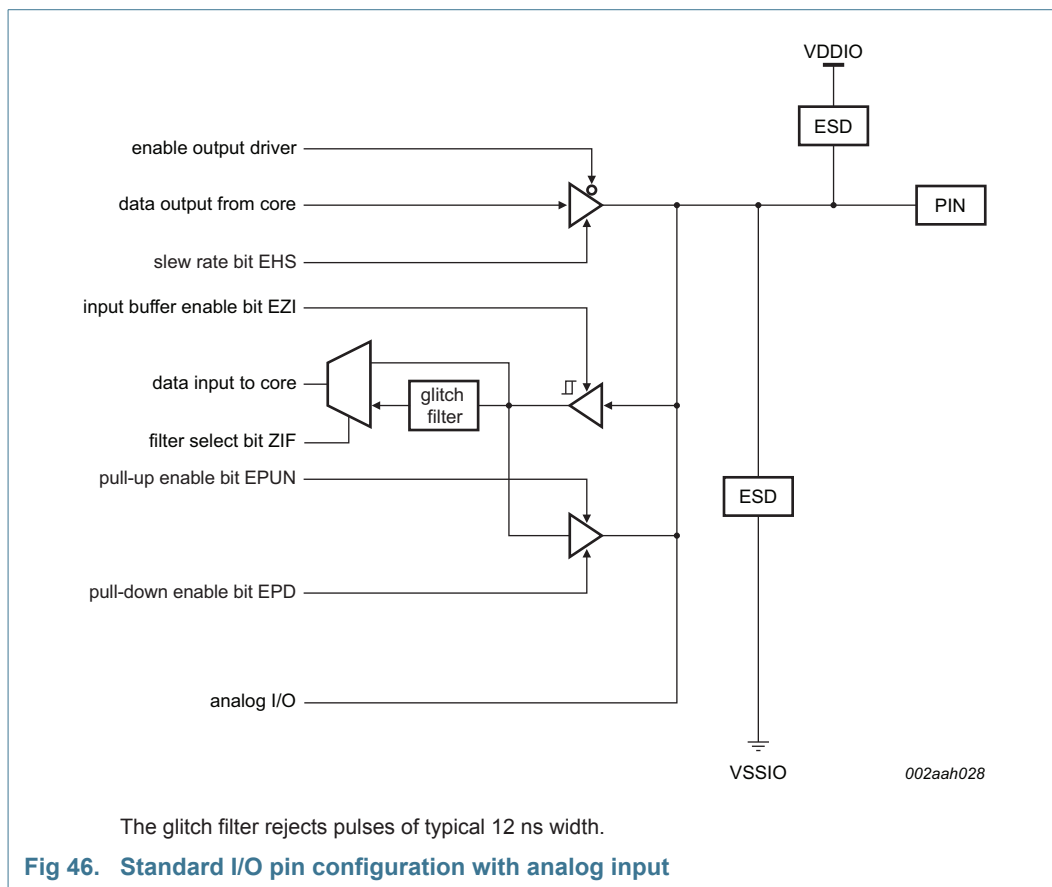 VDDIO
ESD
enable output driver
data output from core
PIN
slew rate bit EHS
input buffer enable bit EZI
data input to core
glitch
filter
filter select bit ZIF
pull-up enable bit EPUN
ESD
pull-down enable bit EPD
analog I/O
VSSIO
002aah028
The glitch filter rejects pulses of typical 12 ns width.
Fig 46. Standard I/O pin configuration with analog input